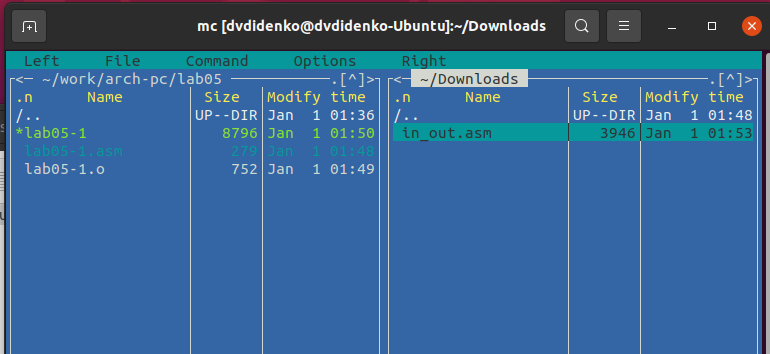 mc [dvdidenko@dvdidenko-Ubuntu]:~/Downloads
Left File Command Options Right
<─ ~/work/arch-pc/lab05 ─.[^]>
.n Name Size Modify time
/.. UP--DIR Jan 1 01:36
*lab05-1 8796 Jan 1 01:50
lab05-1.asm 279 Jan 1 01:48
lab05-1.o 752 Jan 1 01:49
<─ ~/Downloads ─.[^]>
.n Name Size Modify time
/.. UP--DIR Jan 1 01:48
in_out.asm 3946 Jan 1 01:53